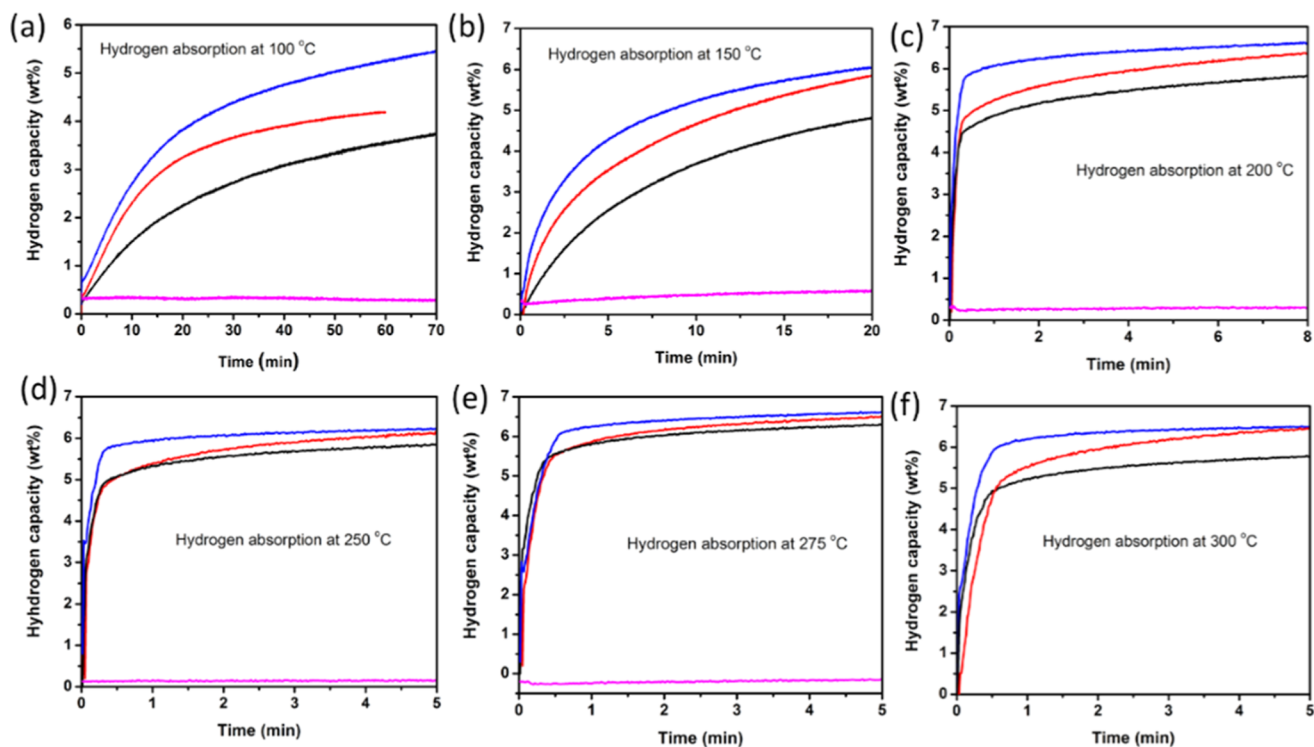 (a)
Hydrogen absorption at 100 °C
Hydrogen capacity (wt%)
6
5
4
3
2
1
0
0 10 20 30 40 50 60 70
Time (min)
(b)
Hydrogen absorption at 150 °C
Hydrogen capacity (wt%)
7
6
5
4
3
2
1
0
0 5 10 15 20
Time (min)
(c)
Hydrogen absorption at 200 °C
Hydrogen capacity (wt%)
7
6
5
4
3
2
1
0
0 2 4 6 8
Time (min)
(d)
Hydrogen absorption at 250 °C
Hyhdrogen capacity (wt%)
7
6
5
4
3
2
1
0
0 1 2 3 4 5
Time (min)
(e)
Hydrogen absorption at 275 °C
Hydrogen capacity (wt%)
7
6
5
4
3
2
1
0
0 1 2 3 4 5
Time (min)
(f)
Hydrogen absorption at 300 °C
Hydrogen capacity (wt%)
7
6
5
4
3
2
1
0
0 1 2 3 4 5
Time (min)